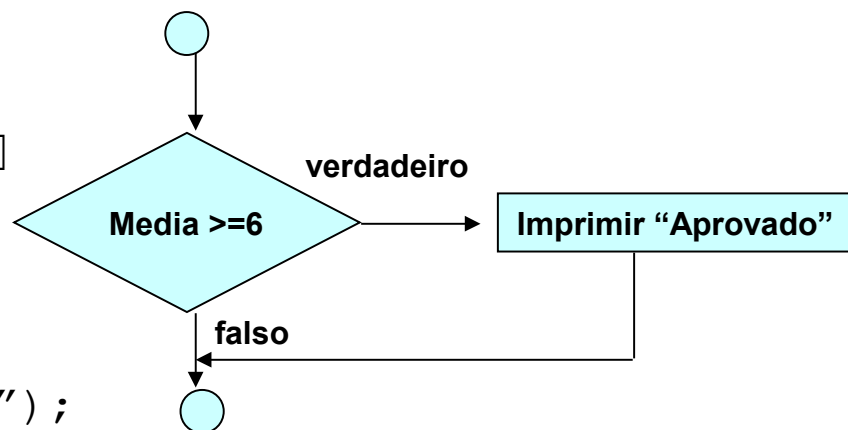 verdadeiro
Media >=6
Imprimir “Aprovado”
falso
”);